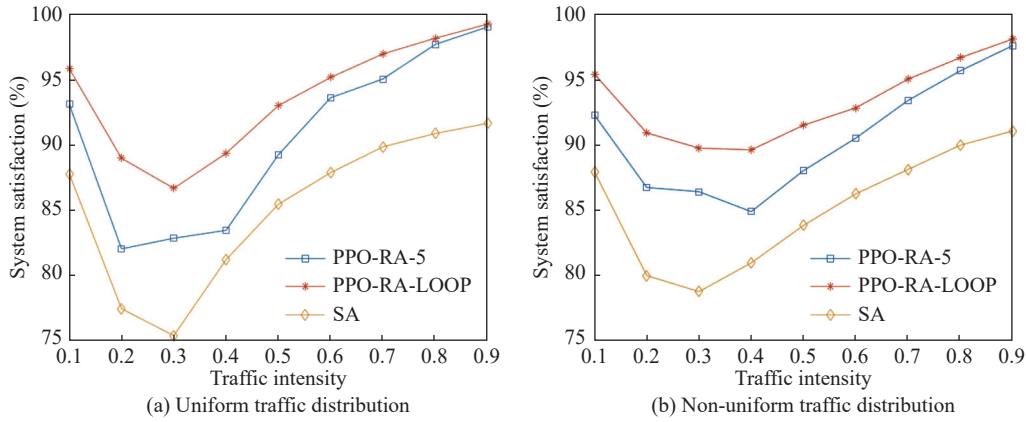 100
95
90
85
80
75
System satisfaction (%)
PPO-RA-5
PPO-RA-LOOP
SA
0.1 0.2 0.3 0.4 0.5 0.6 0.7 0.8 0.9
Traffic intensity
(a) Uniform traffic distribution
100
95
90
85
80
75
System satisfaction (%)
PPO-RA-5
PPO-RA-LOOP
SA
0.1 0.2 0.3 0.4 0.5 0.6 0.7 0.8 0.9
Traffic intensity
(b) Non-uniform traffic distribution